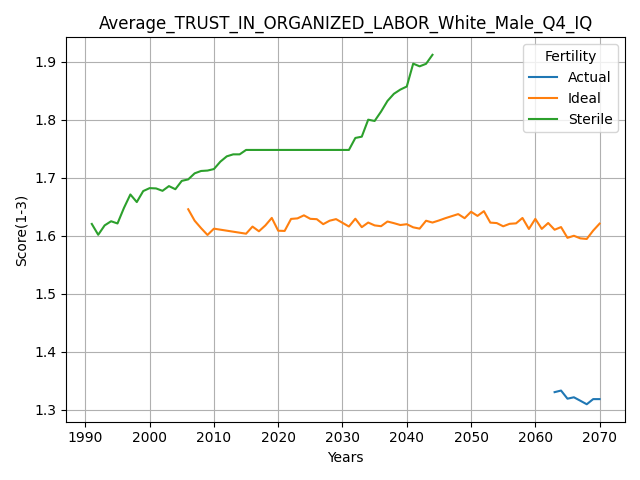 Average_TRUST_IN_ORGANIZED_LABOR_White_Male_Q4_IQ
Score(1-3)
1.9
1.8
1.7
1.6
1.5
1.4
1.3
Fertility
Actual
Ideal
Sterile
1990 2000 2010 2020 2030 2040 2050 2060 2070
Years